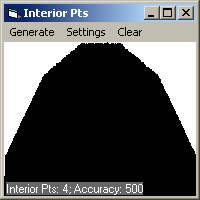 Interior Pts
Generate Settings Clear
Interior Pts: 4; Accuracy: 500